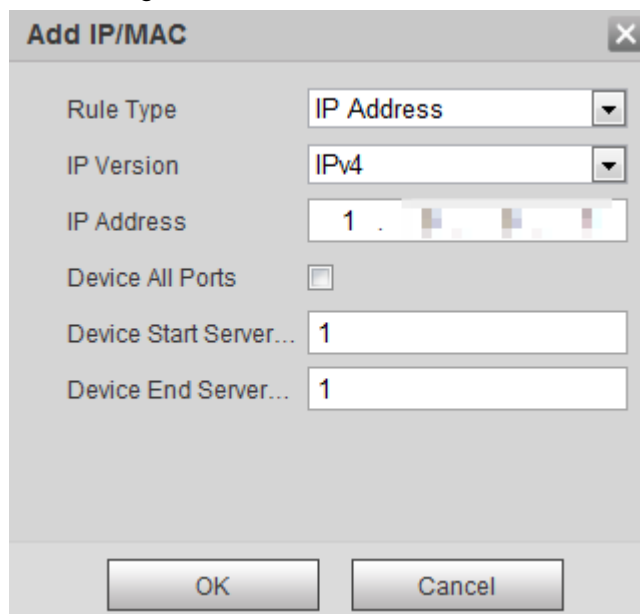 Add IP/MAC
Rule Type IP Address
IP Version IPv4
IP Address 1 .
Device All Ports
Device Start Server... 1
Device End Server... 1
OK Cancel